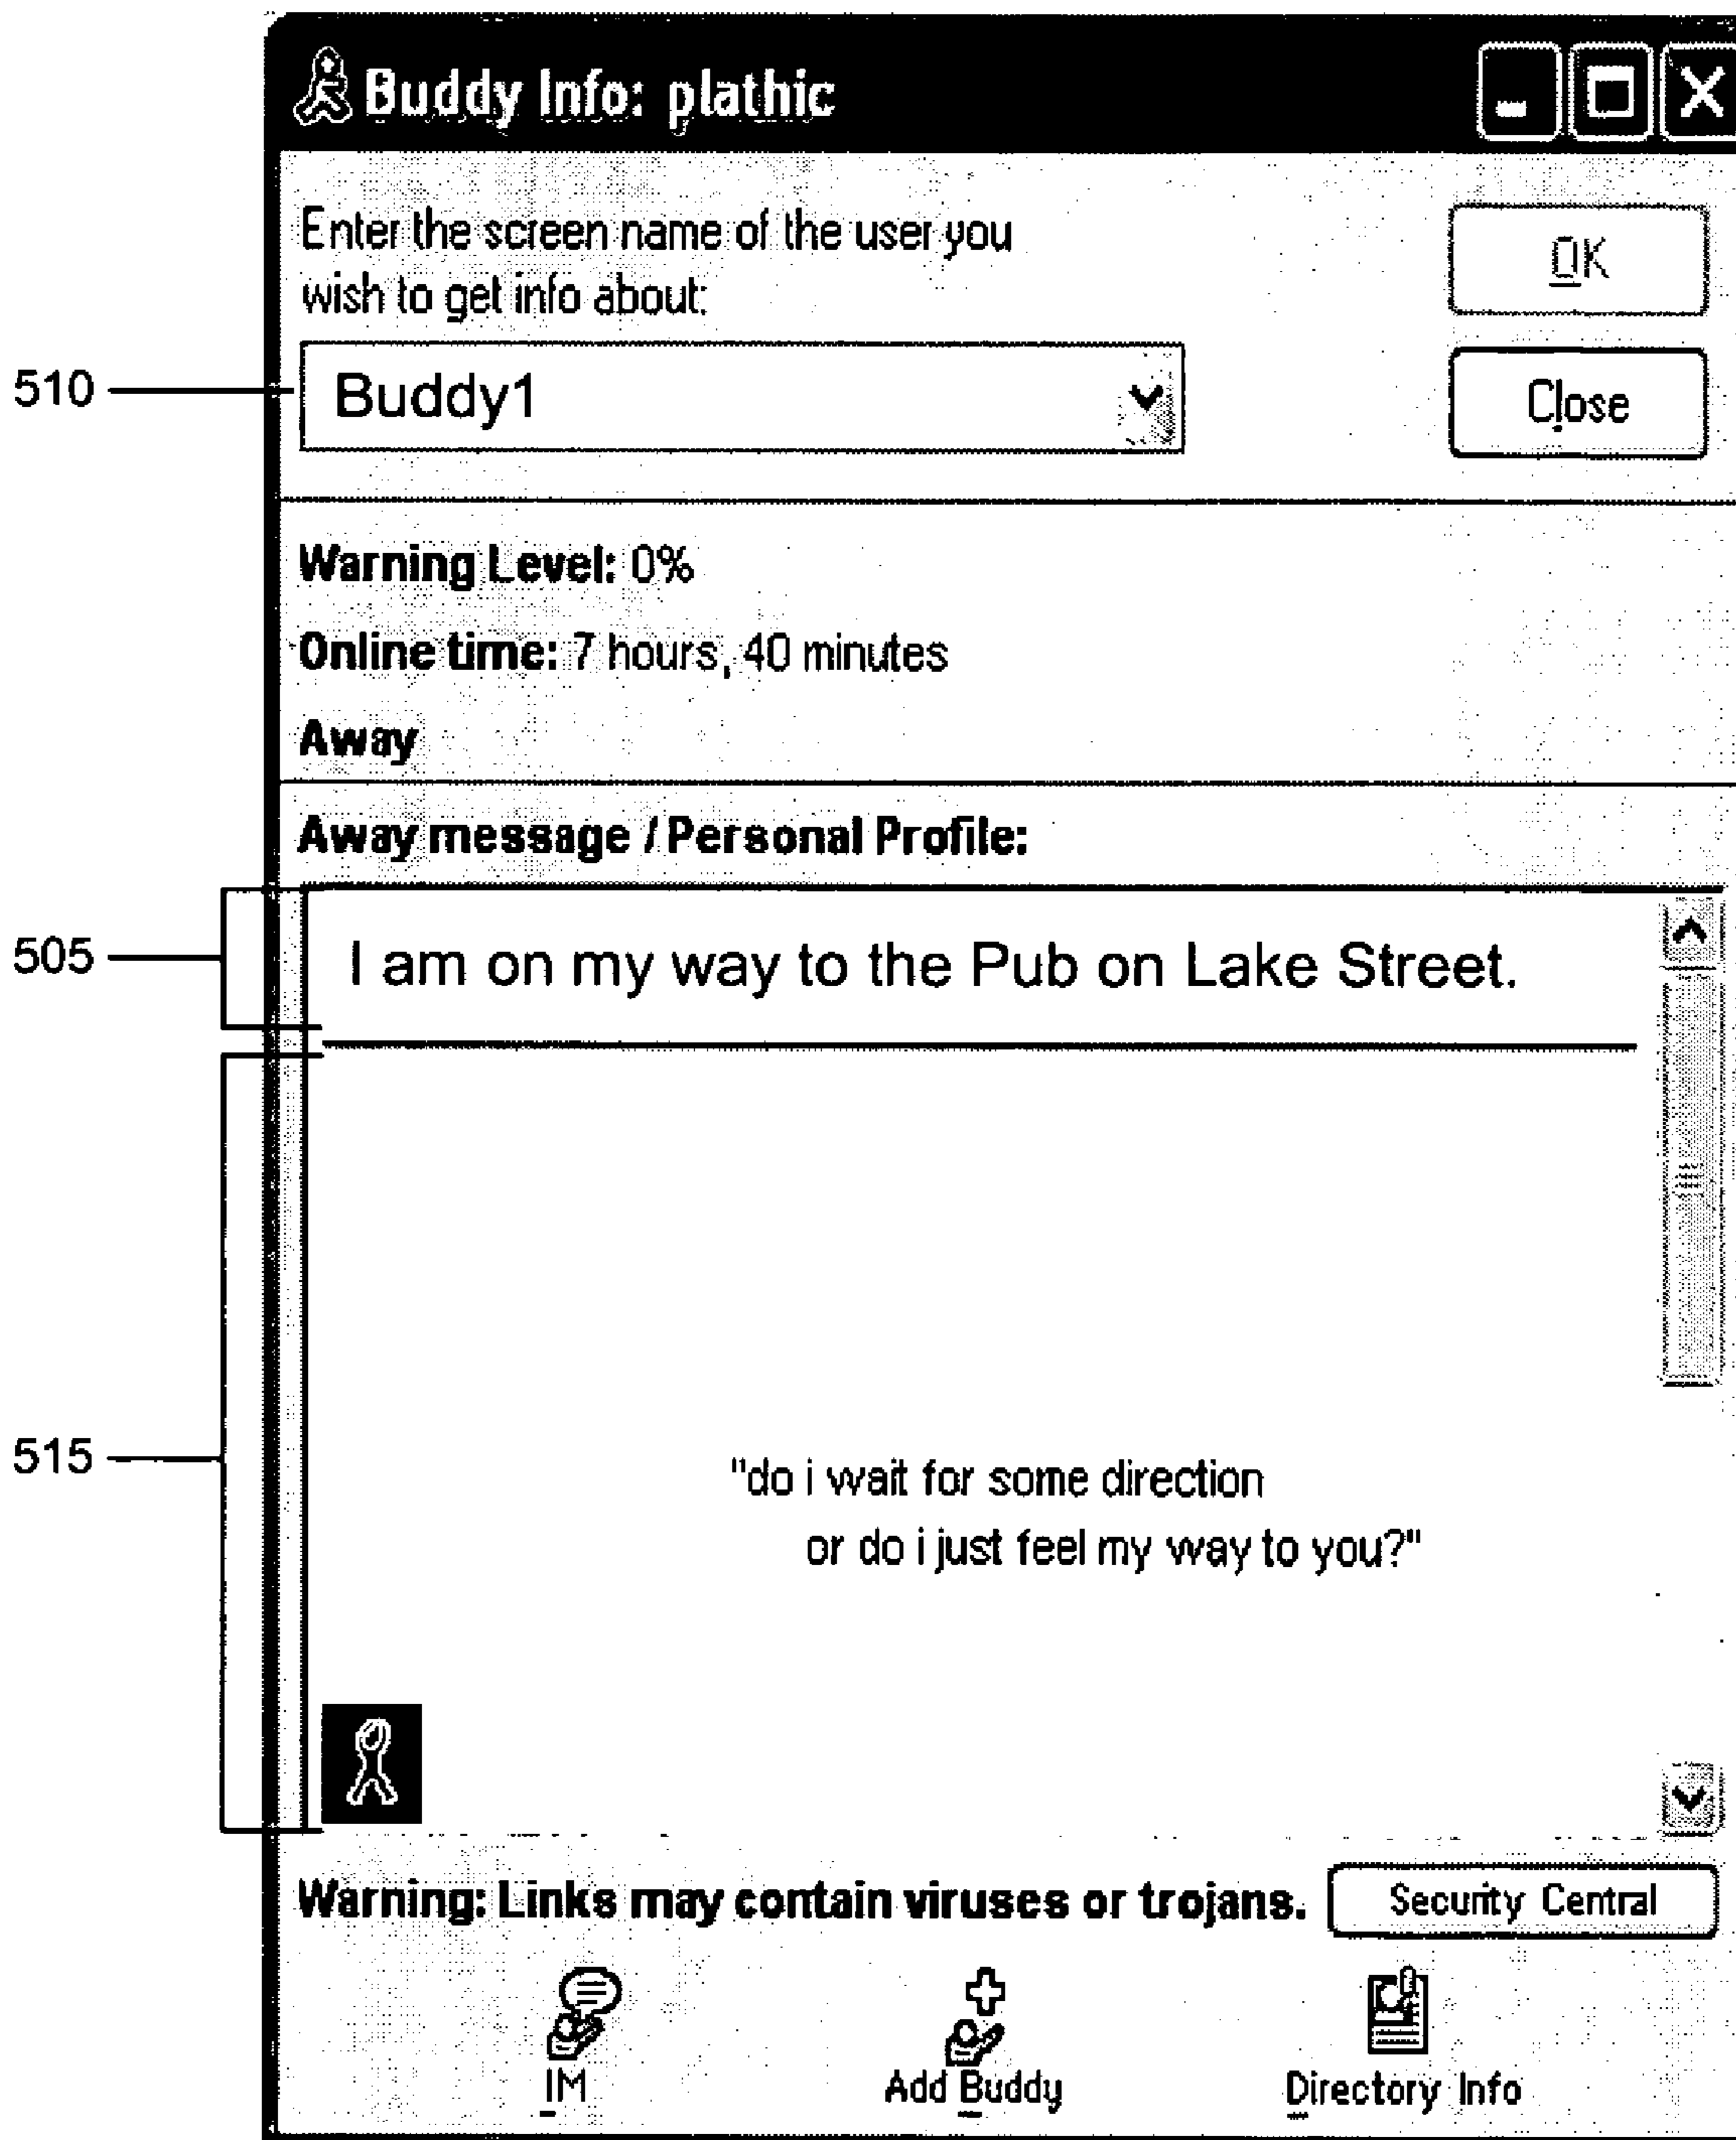 Buddy Info: plathic
Enter the screen name of the user you
wish to get info about:
OK
510
Buddy1
Close
Warning Level: 0%
Online time: 7 hours, 40 minutes
Away
Away message / Personal Profile:
505
I am on my way to the Pub on Lake Street.
515
"do i wait for some direction
or do i just feel my way to you?"
Warning: Links may contain viruses or trojans.
Security Central
IM
Add Buddy
Directory Info